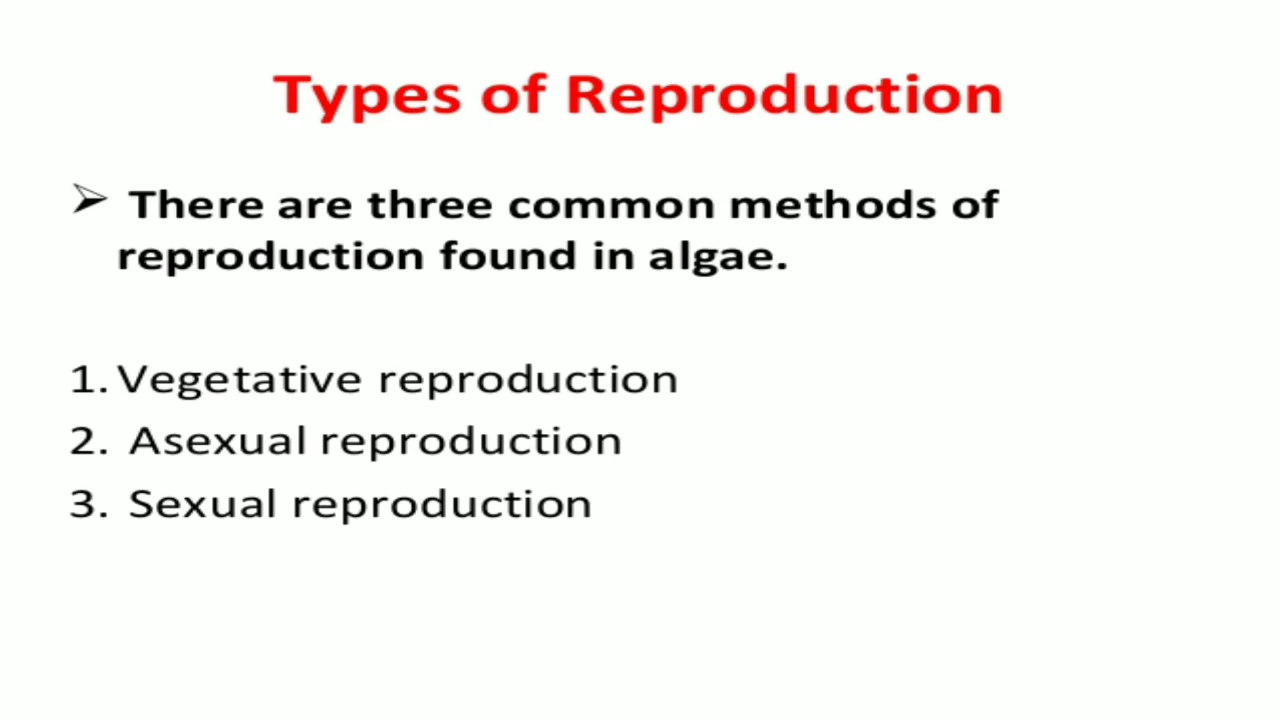 Types of Reproduction
➢ There are three common methods of
reproduction found in algae.
1. Vegetative reproduction
2. Asexual reproduction
3. Sexual reproduction